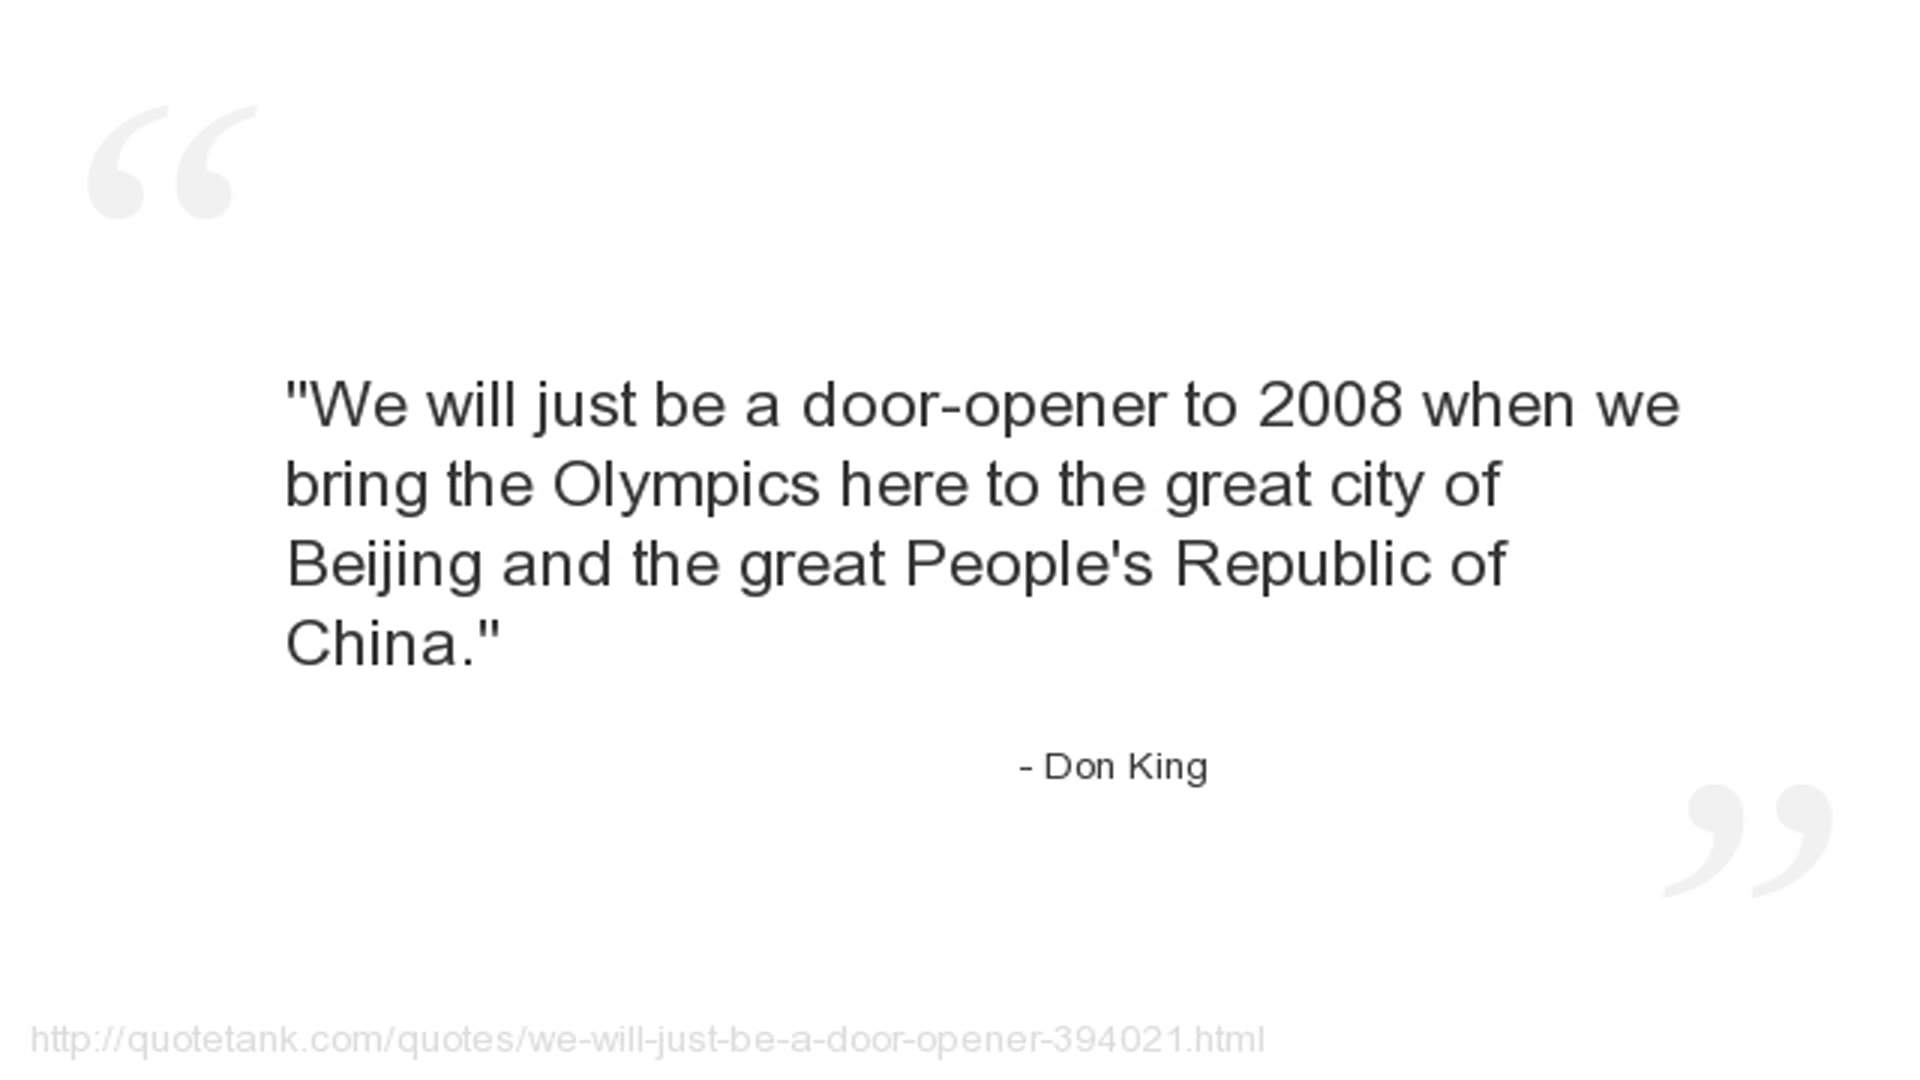 "We will just be a door-opener to 2008 when we
bring the Olympics here to the great city of
Beijing and the great People's Republic of
China."
- Don King
http://quotetank.com/quotes/we-will-just-be-a-door-opener-394021.html